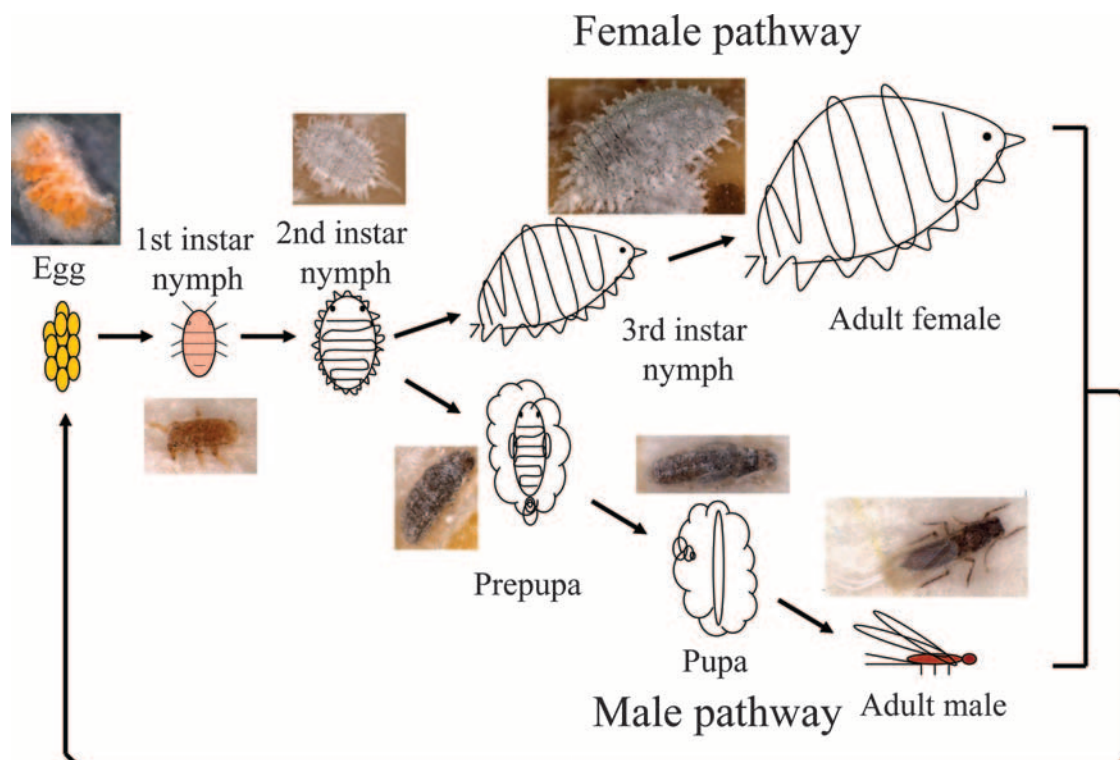 Female pathway
Egg
1st instar
nymph
2nd instar
nymph
3rd instar
nymph
Adult female
Prepupa
Pupa
Adult male
Male pathway